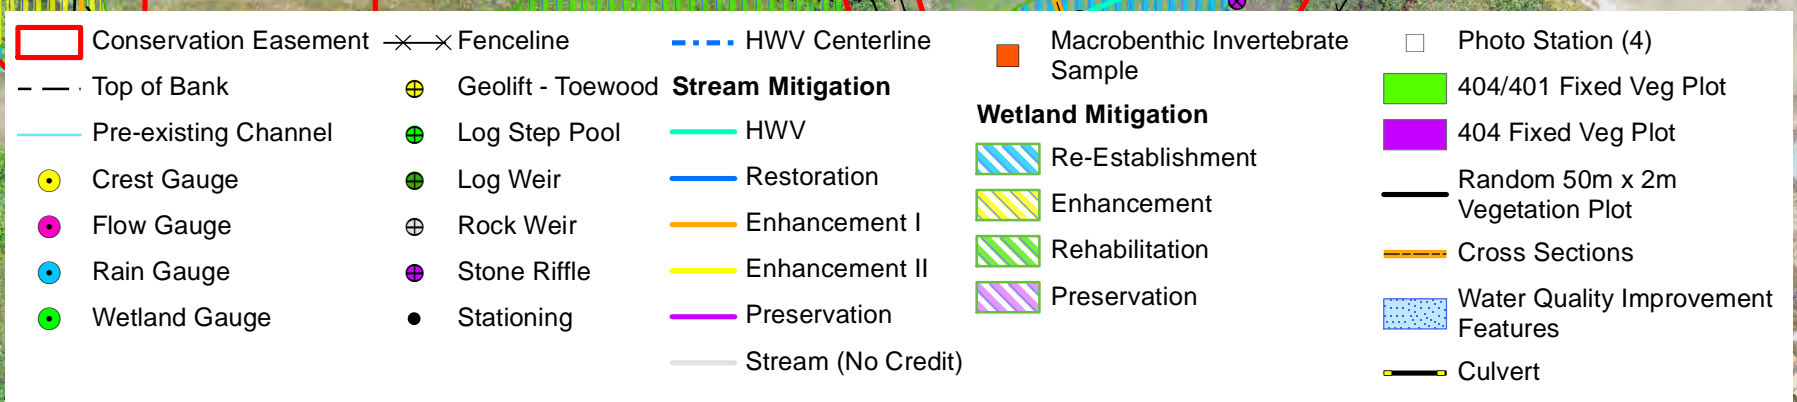 Conservation Easement
Top of Bank
Pre-existing Channel
Crest Gauge
Flow Gauge
Rain Gauge
Wetland Gauge
Fenceline
Geolift - Toewood
Log Step Pool
Log Weir
Rock Weir
Stone Riffle
Stationing
HWV Centerline
Stream Mitigation
HWV
Restoration
Enhancement I
Enhancement II
Preservation
Stream (No Credit)
Macrobenthic Invertebrate
Sample
Wetland Mitigation
Re-Establishment
Enhancement
Rehabilitation
Preservation
Photo Station (4)
404/401 Fixed Veg Plot
404 Fixed Veg Plot
Random 50m x 2m
Vegetation Plot
Cross Sections
Water Quality Improvement
Features
Culvert